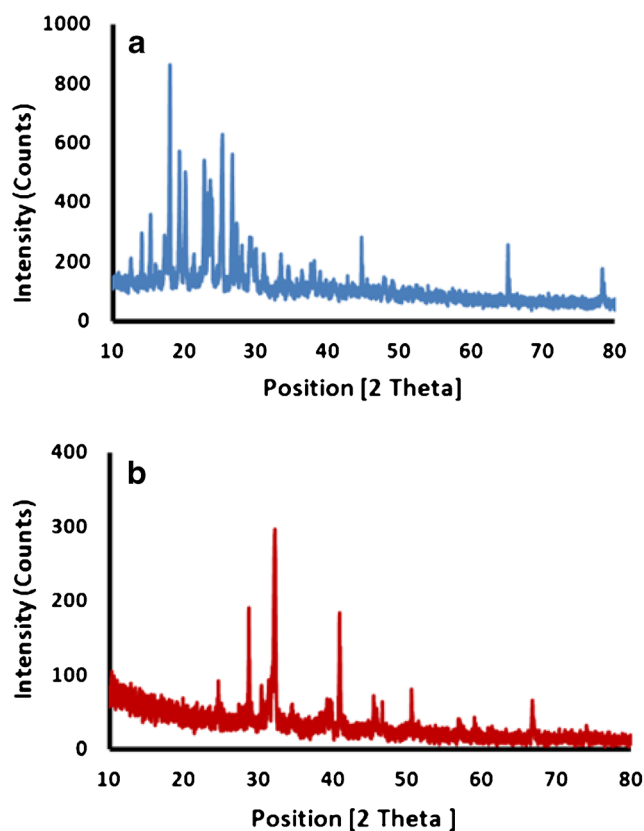 a
1000
800
600
400
200
0
Intensity (Counts)
10 20 30 40 50 60 70 80
Position [2 Theta]
b
400
300
200
100
0
Intensity (Counts)
10 20 30 40 50 60 70 80
Position [2 Theta ]